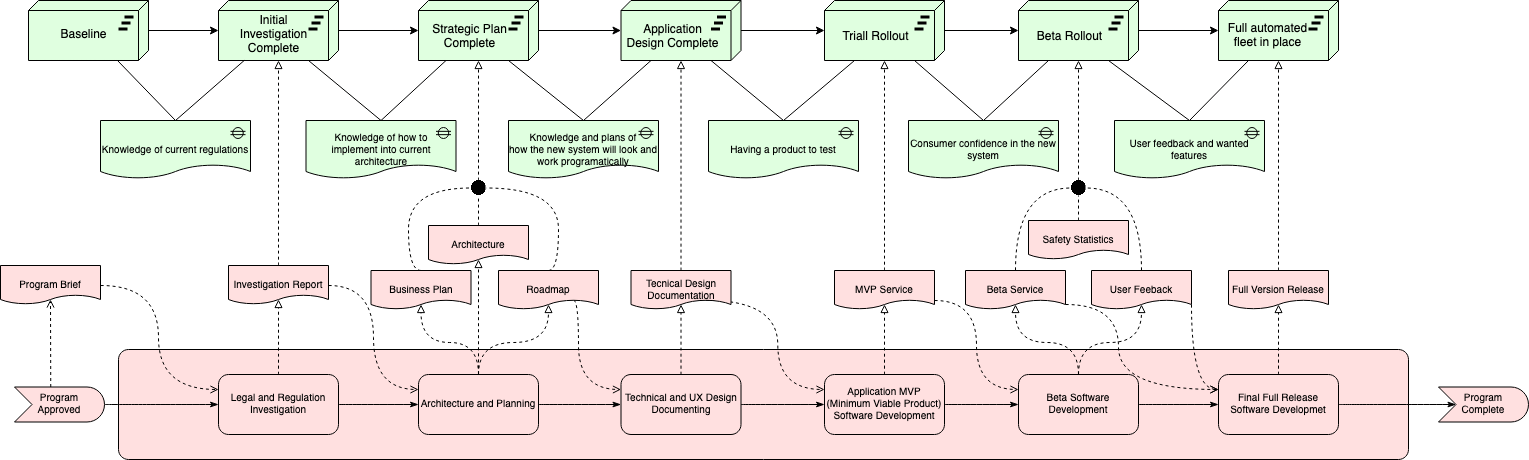 Baseline
Initial
Investigation
Complete
Strategic Plan
Complete
Application
Design Complete
Triall Rollout
Beta Rollout
Full automated
fleet in place
Knowledge of current regulations
Knowledge of how to
implement into current
architecture
Knowledge and plans of
how the new system will look and
work programatically
Having a product to test
Consumer confidence in the new
system
User feedback and wanted
features
Architecture
Safety Statistics
Program Brief
Investigation Report
Business Plan
Roadmap
Tecnical Design
Documentation
MVP Service
Beta Service
User Feeback
Full Version Release
Program
Approved
Legal and Regulation
Investigation
Architecture and Planning
Technical and UX Design
Documenting
Application MVP
(Minimum Viable Product)
Software Development
Beta Software
Development
Final Full Release
Software Developmet
Program
Complete